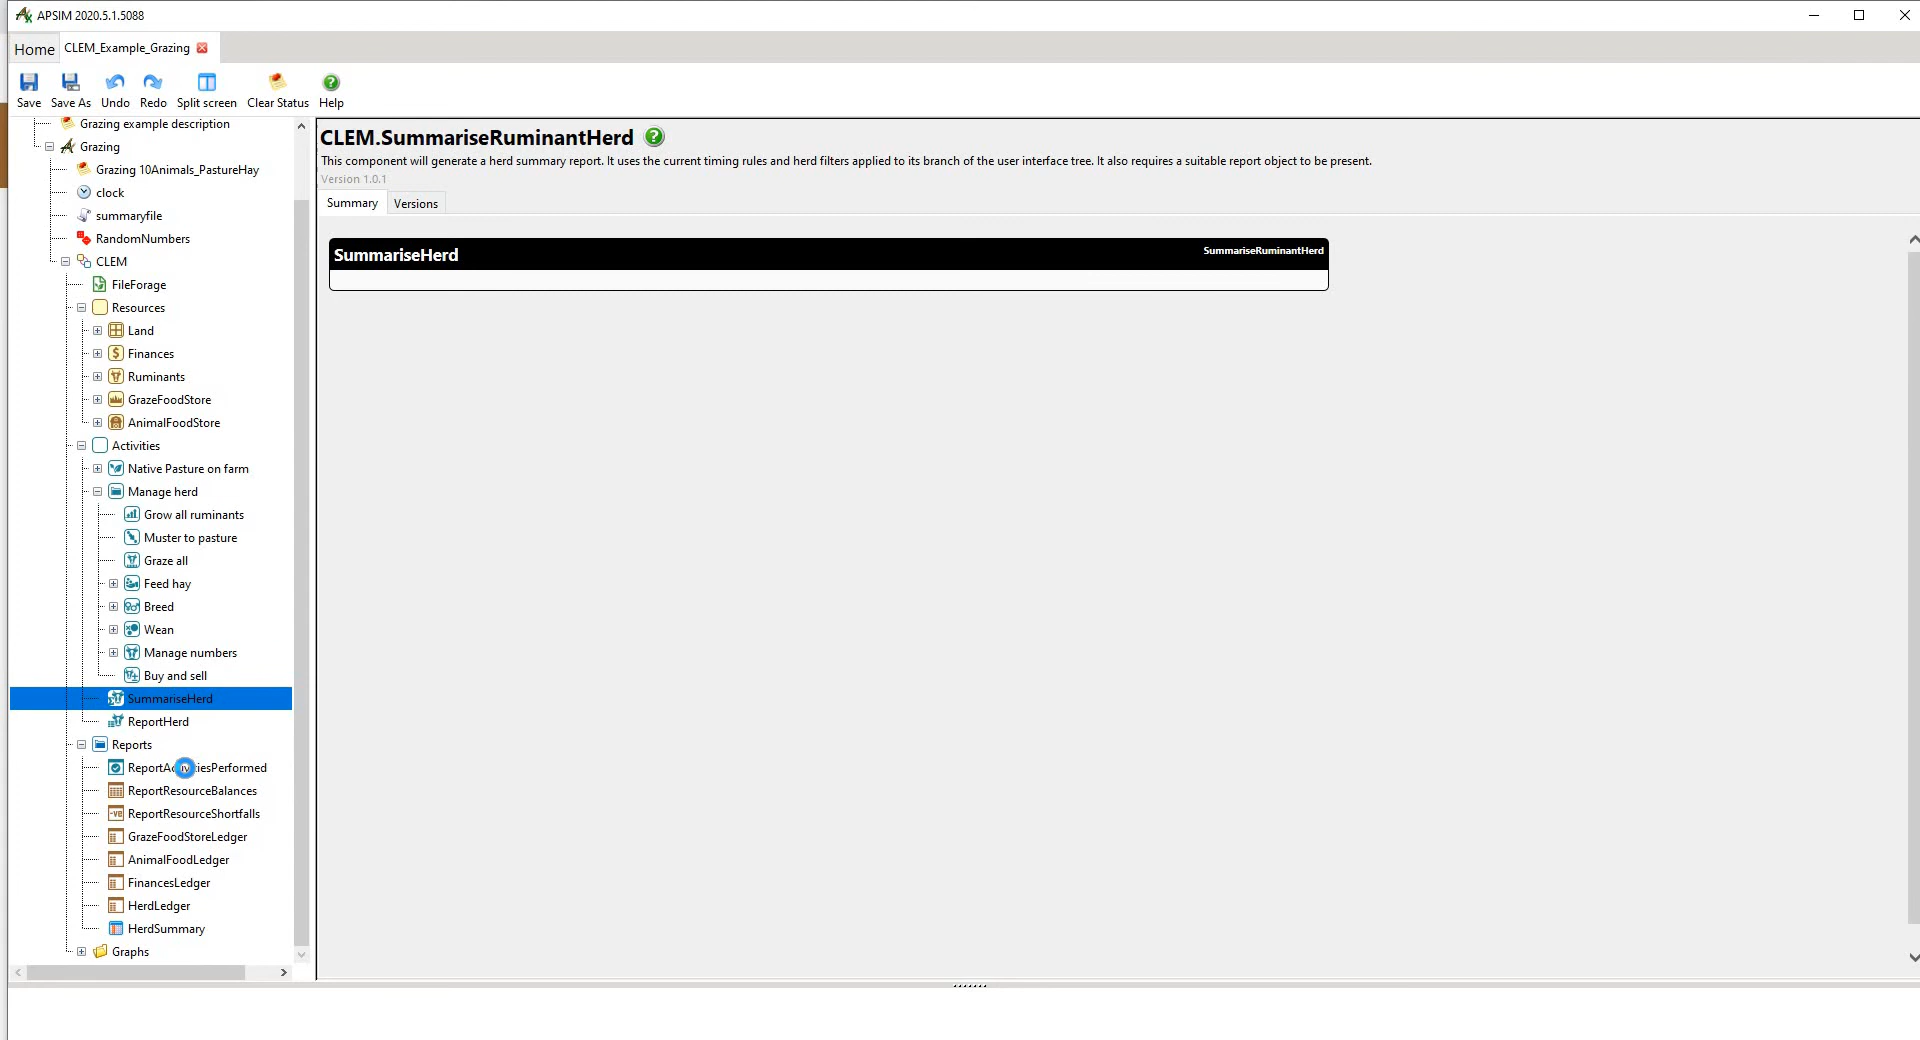 APSIM 2020.5.1.5088
Home
CLEM_Example_Grazing
Save
Save As
Undo
Redo
Split screen
Clear Status
Help
Grazing example description
Grazing
Grazing 10Animals_PastureHay
clock
summaryfile
RandomNumbers
CLEM
FileForage
Resources
Land
Finances
Ruminants
GrazeFoodStore
AnimalFoodStore
Activities
Native Pasture on farm
Manage herd
Grow all ruminants
Muster to pasture
Graze all
Feed hay
Breed
Wean
Manage numbers
Buy and sell
SummariseHerd
ReportHerd
Reports
ReportActivitiesPerformed
ReportResourceBalances
-ve ReportResourceShortfalls
GrazeFoodStoreLedger
AnimalFoodLedger
FinancesLedger
HerdLedger
HerdSummary
Graphs
CLEM.SummariseRuminantHerd
This component will generate a herd summary report. It uses the current timing rules and herd filters applied to its branch of the user interface tree. It also requires a suitable report object to be present.
Version 1.0.1
Summary
Versions
SummariseHerd
SummariseRuminantHerd